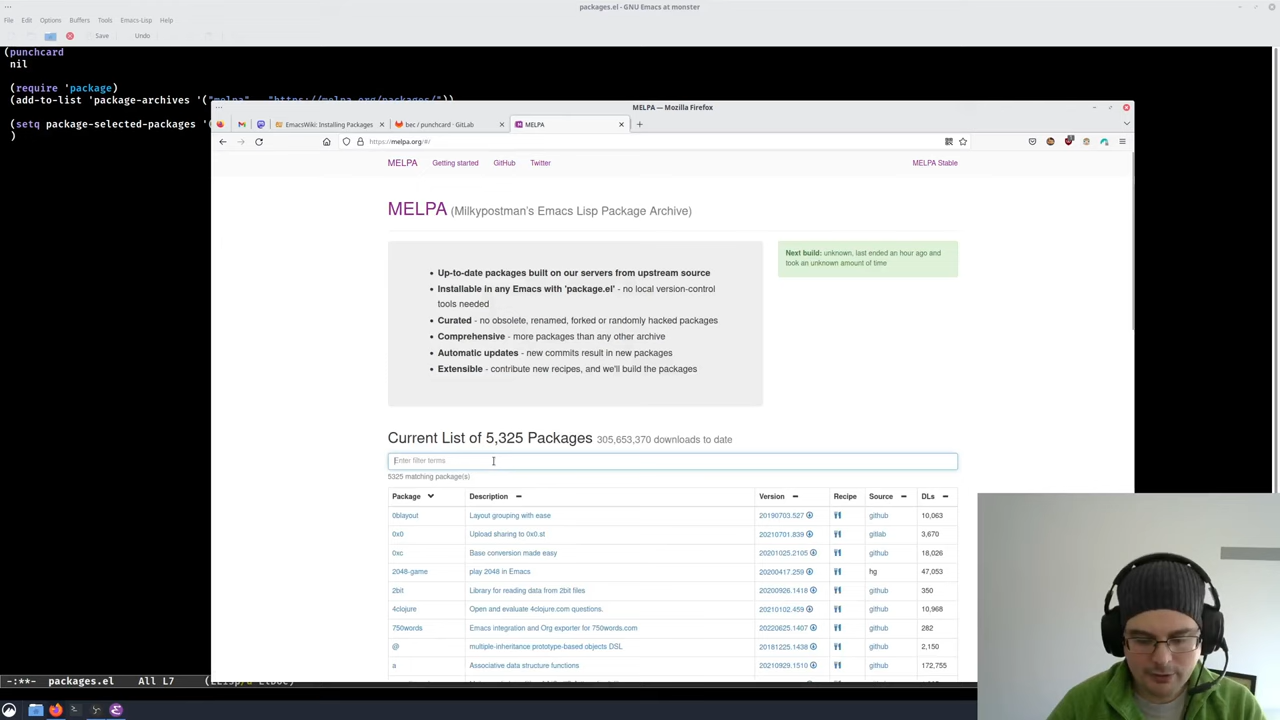 packages.el - GNU Emacs at monster
File Edit Options Buffers Tools Emacs-Lisp Help
Save Undo
(punchcard
nil
(require 'package)
(add-to-list 'package-archives '("melpa" . "https://melpa.org/packages/"))
(setq package-selected-packages '(
)
MELPA — Mozilla Firefox
EmacsWiki: Installing Packages
bec / punchcard · GitLab
MELPA
https://melpa.org/#/
MELPA Getting started GitHub Twitter MELPA Stable
MELPA (Milkypostman's Emacs Lisp Package Archive)
Next build: unknown, last ended an hour ago and
took an unknown amount of time
• Up-to-date packages built on our servers from upstream source
• Installable in any Emacs with 'package.el' - no local version-control
tools needed
• Curated - no obsolete, renamed, forked or randomly hacked packages
• Comprehensive - more packages than any other archive
• Automatic updates - new commits result in new packages
• Extensible - contribute new recipes, and we'll build the packages
Current List of 5,325 Packages 305,653,370 downloads to date
Enter filter terms
5325 matching package(s)
Package Description Version Recipe Source DLs
0blayout Layout grouping with ease 20190703.527 github 10,063
0x0 Upload sharing to 0x0.st 20210701.839 gitlab 3,670
0xc Base conversion made easy 20201025.2105 github 18,026
2048-game play 2048 in Emacs 20200417.259 hg 47,053
2bit Library for reading data from 2bit files 20200926.1418 github 350
4clojure Open and evaluate 4clojure.com questions. 20210102.459 github 10,968
750words Emacs integration and Org exporter for 750words.com 20220625.1407 github 282
@ multiple-inheritance prototype-based objects DSL 20181225.1438 github 2,150
a Associative data structure functions 20210929.1510 github 172,755
-:**- packages.el All L7